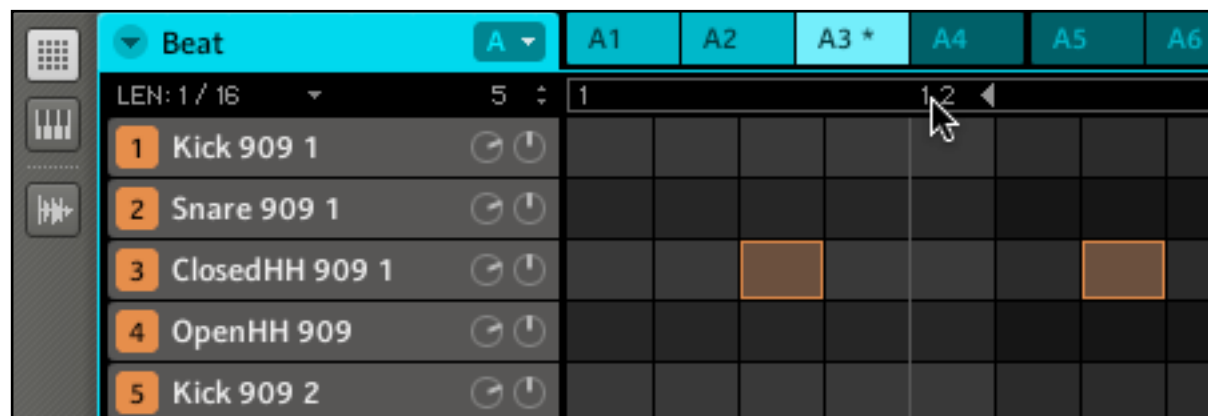 Beat A A1 A2 A3 * A4 A5 A6
LEN: 1 / 16 5 1 1.2
1 Kick 909 1
2 Snare 909 1
3 ClosedHH 909 1
4 OpenHH 909
5 Kick 909 2